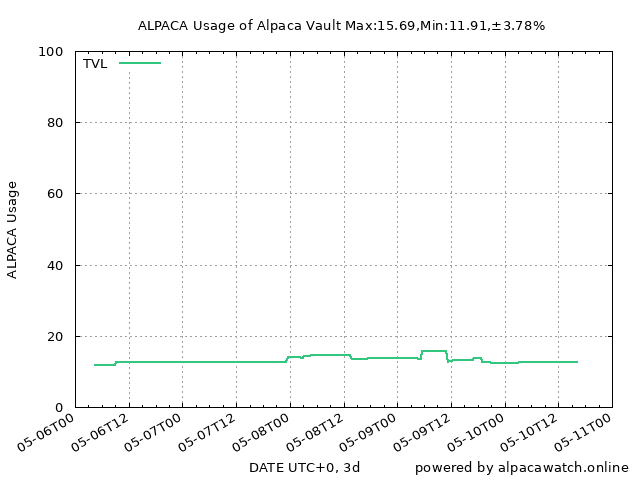 ALPACA Usage of Alpaca Vault Max:15.69,Min:11.91,±3.78%
100
TVL
80
60
ALPACA Usage
40
20
0
05-06T00 05-06T12 05-07T00 05-07T12 05-08T00 05-08T12 05-09T00 05-09T12 05-10T00 05-10T12 05-11T00
DATE UTC+0, 3d powered by alpacawatch.online